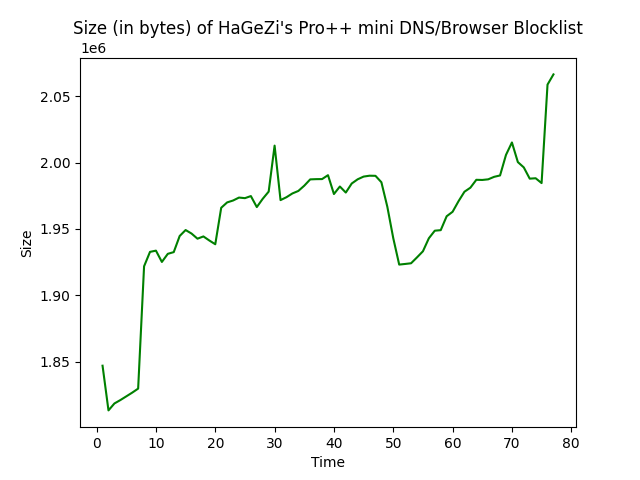 Size (in bytes) of HaGeZi's Pro++ mini DNS/Browser Blocklist
1e6
2.05
2.00
1.95
1.90
1.85
Size
0 10 20 30 40 50 60 70 80
Time